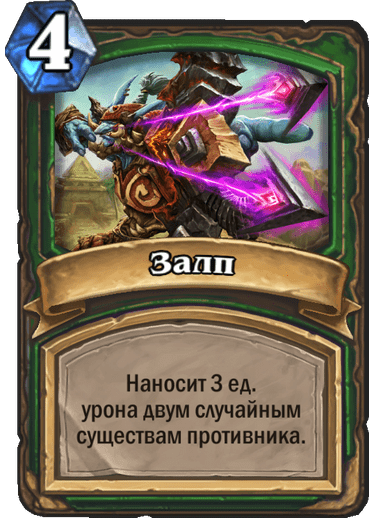 4
Залп
Наносит 3 ед.
урона двум случайным
существам противника.